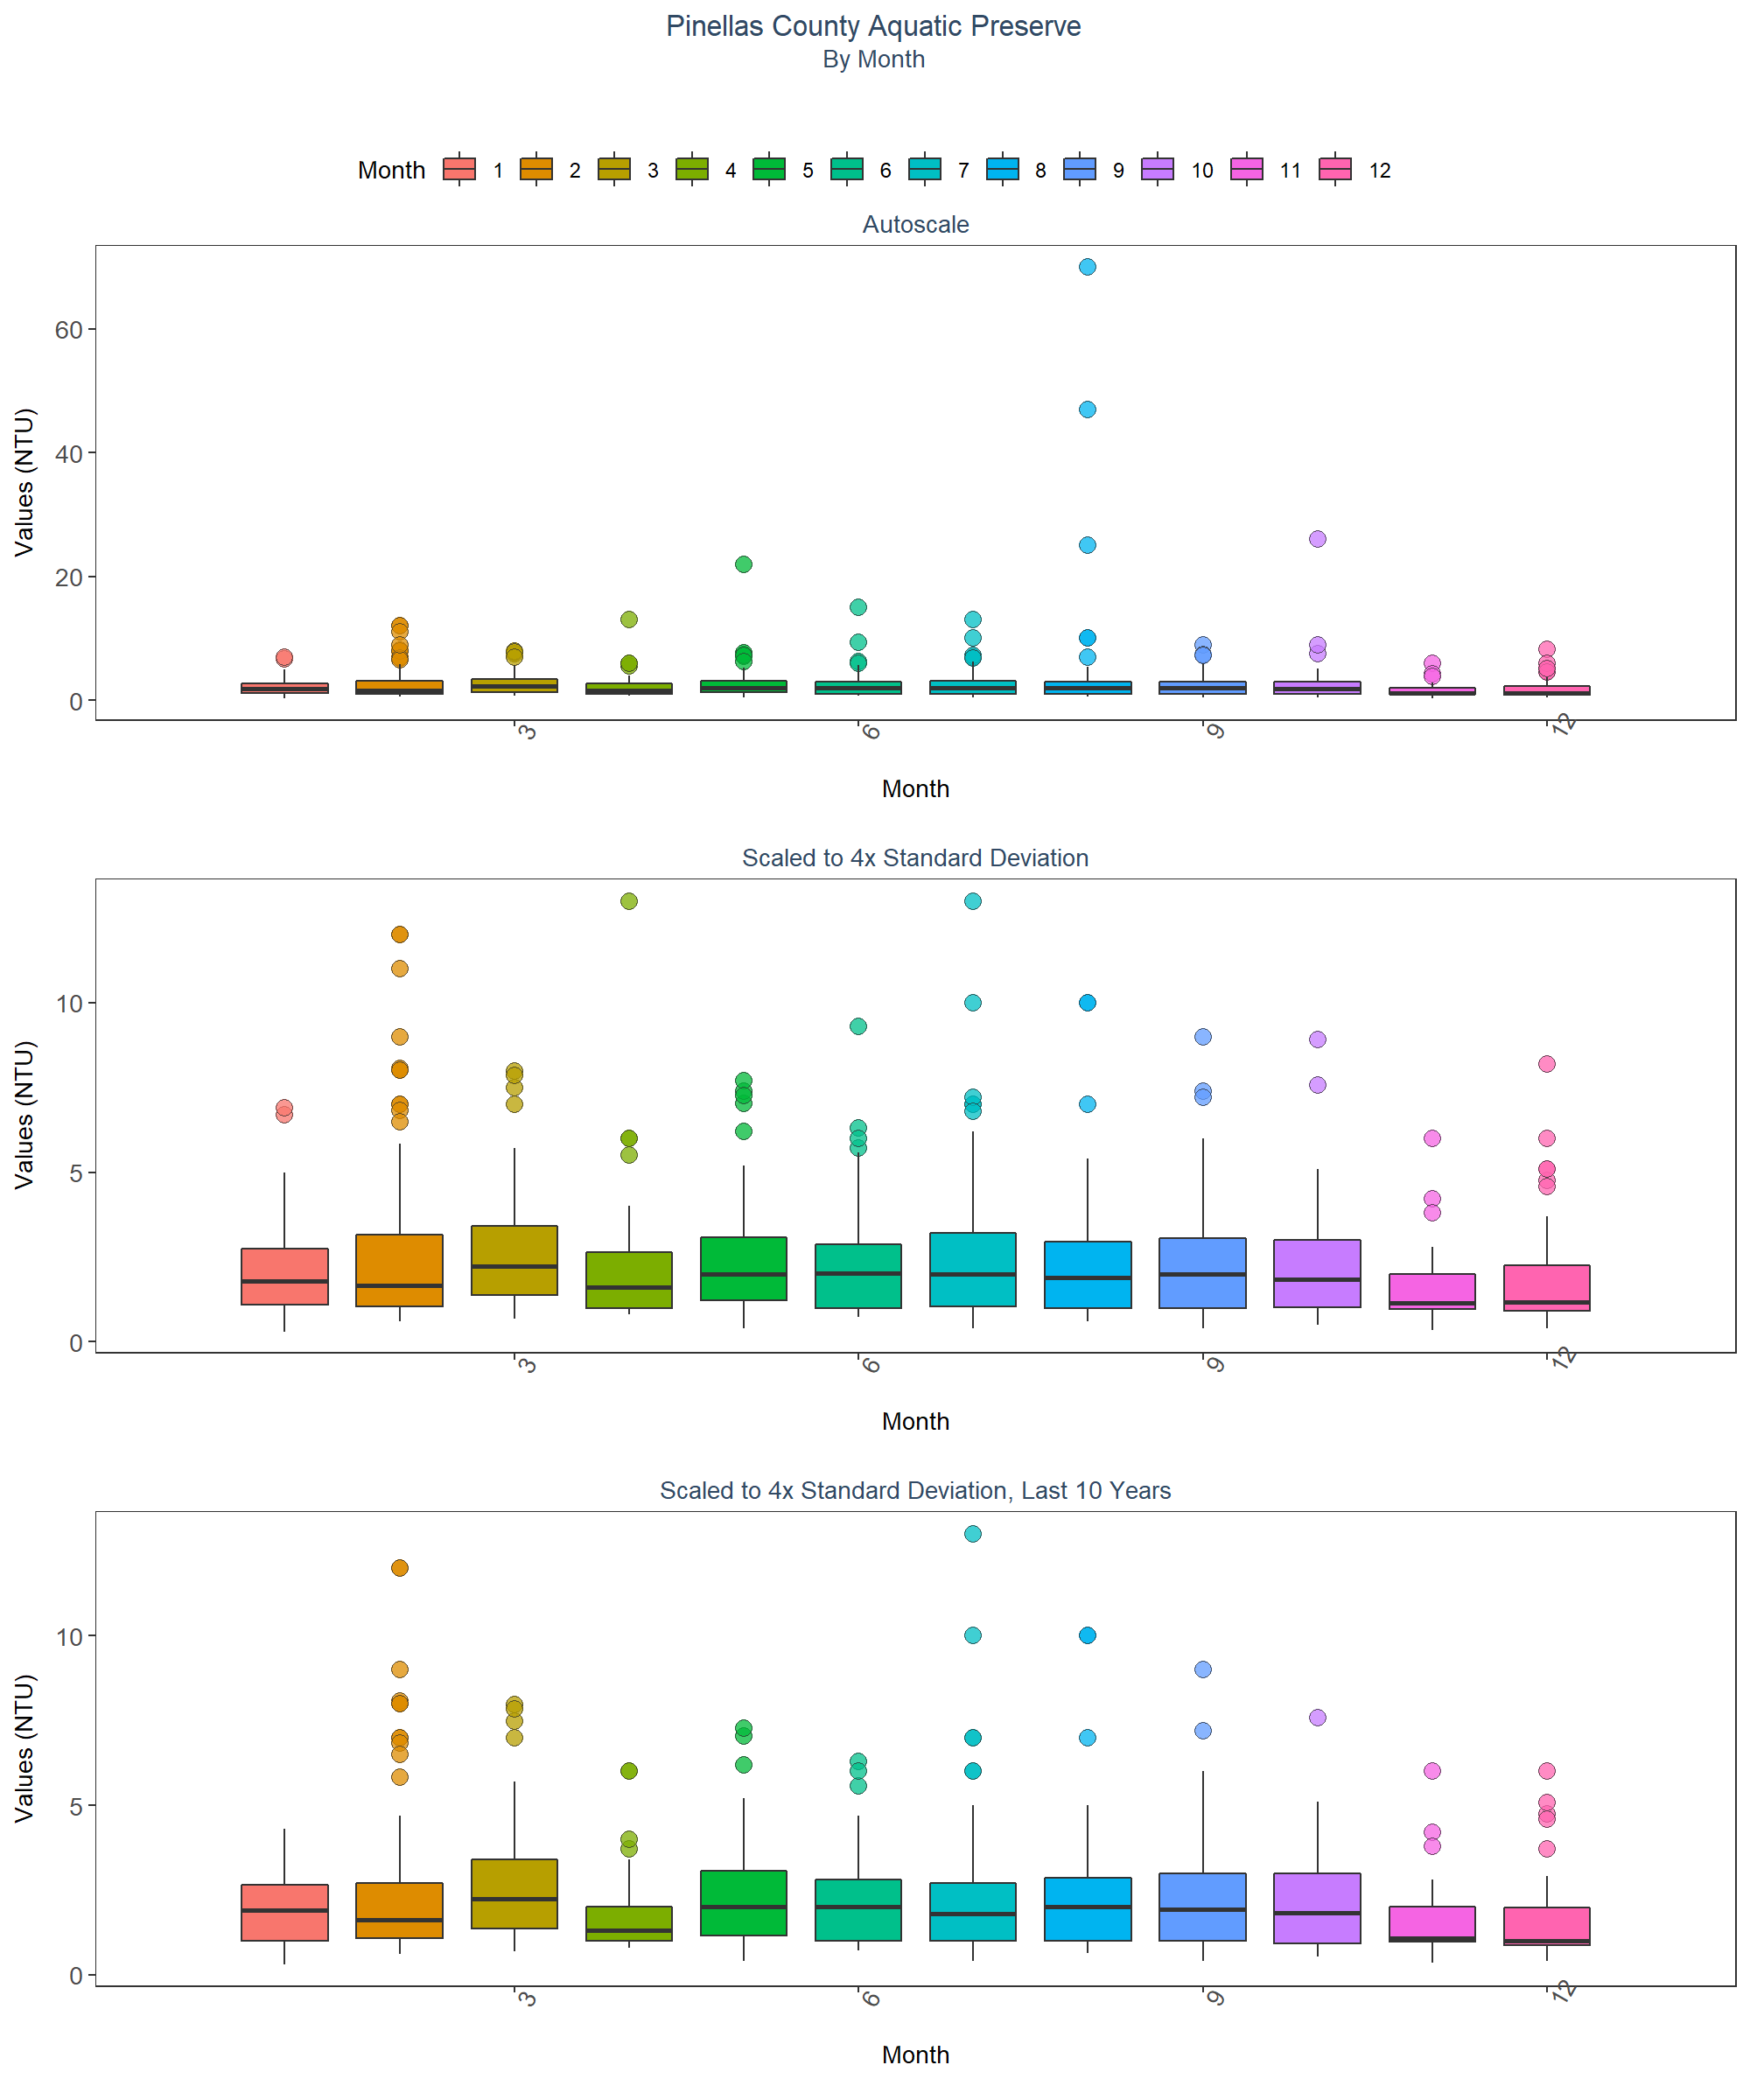 Pinellas County Aquatic Preserve
By Month
Month 1 2 3 4 5 6 7 8 9 10 11 12
Autoscale
Values (NTU)
60
40
20
0
3 6 9 12
Month
Scaled to 4x Standard Deviation
Values (NTU)
10
5
0
3 6 9 12
Month
Scaled to 4x Standard Deviation, Last 10 Years
Values (NTU)
10
5
0
3 6 9 12
Month